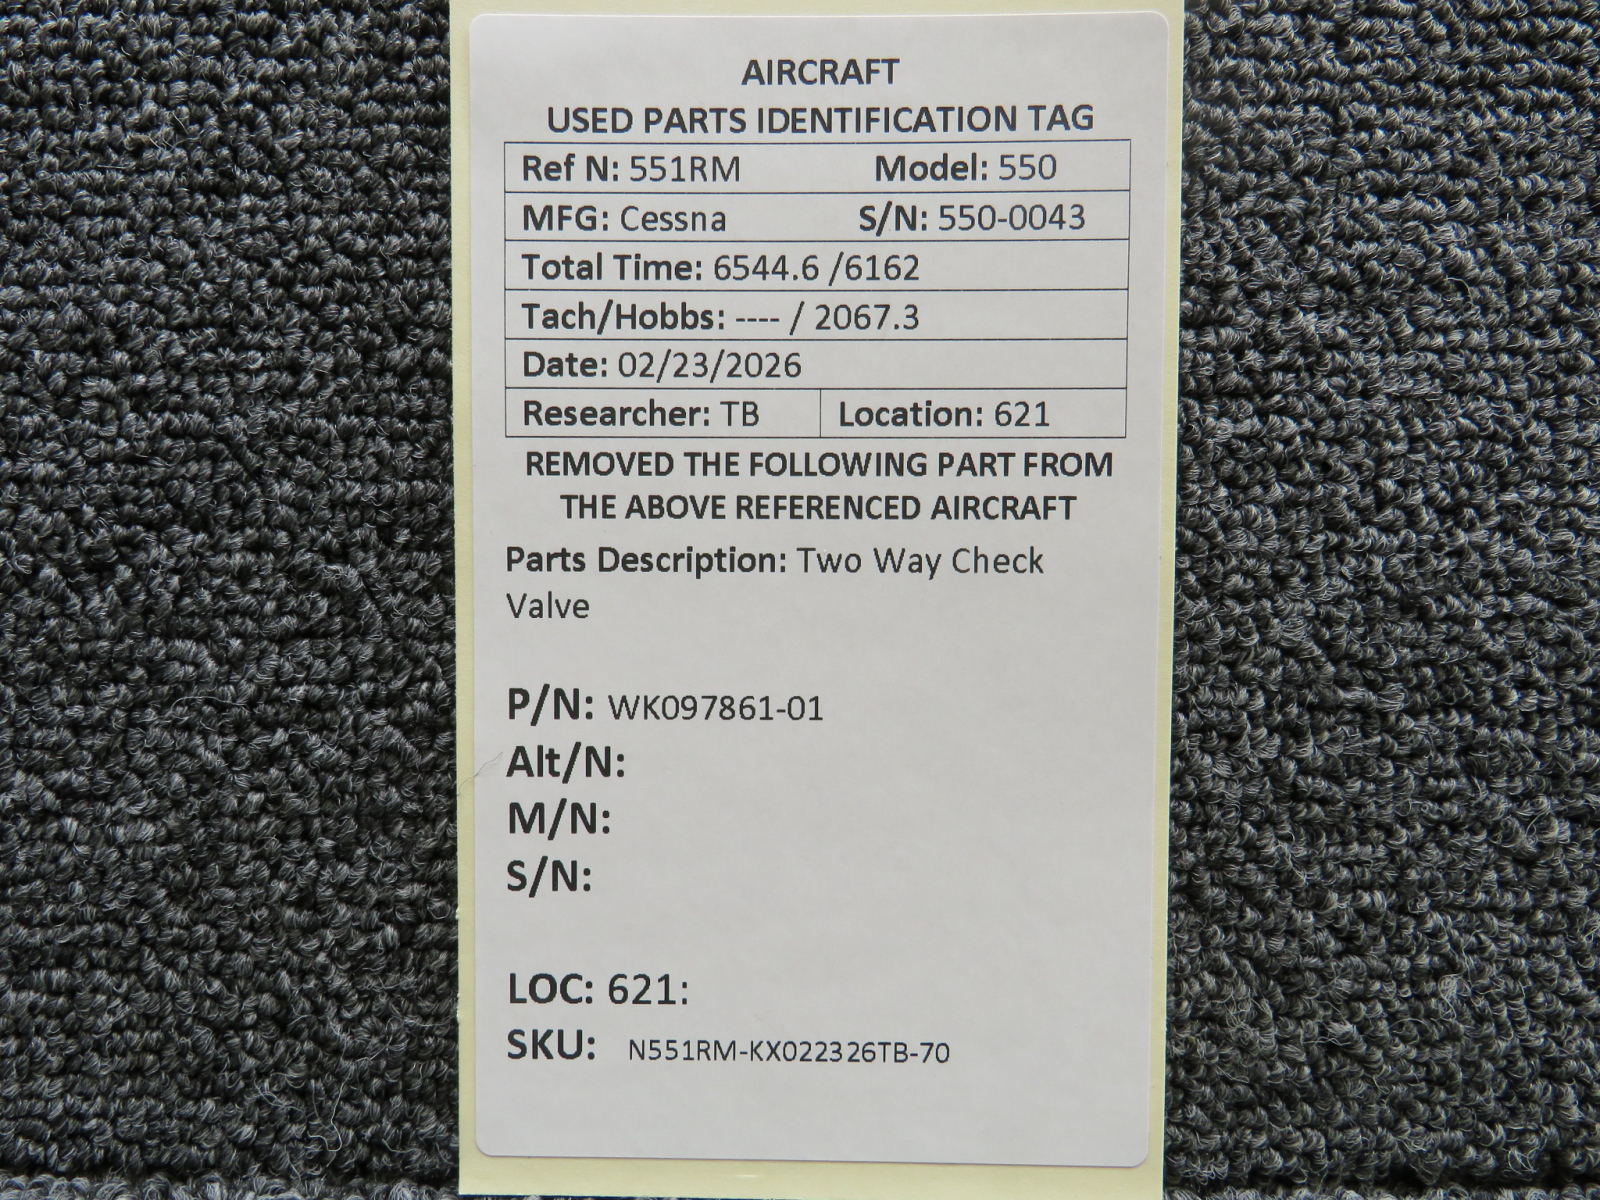 AIRCRAFT
USED PARTS IDENTIFICATION TAG
Ref N: 551RM Model: 550
MFG: Cessna S/N: 550-0043
Total Time: 6544.6 /6162
Tach/Hobbs: ---- / 2067.3
Date: 02/23/2026
Researcher: TB Location: 621
REMOVED THE FOLLOWING PART FROM
THE ABOVE REFERENCED AIRCRAFT
Parts Description: Two Way Check
Valve
P/N: WK097861-01
Alt/N:
M/N:
S/N:
LOC: 621:
SKU: N551RM-KX022326TB-70